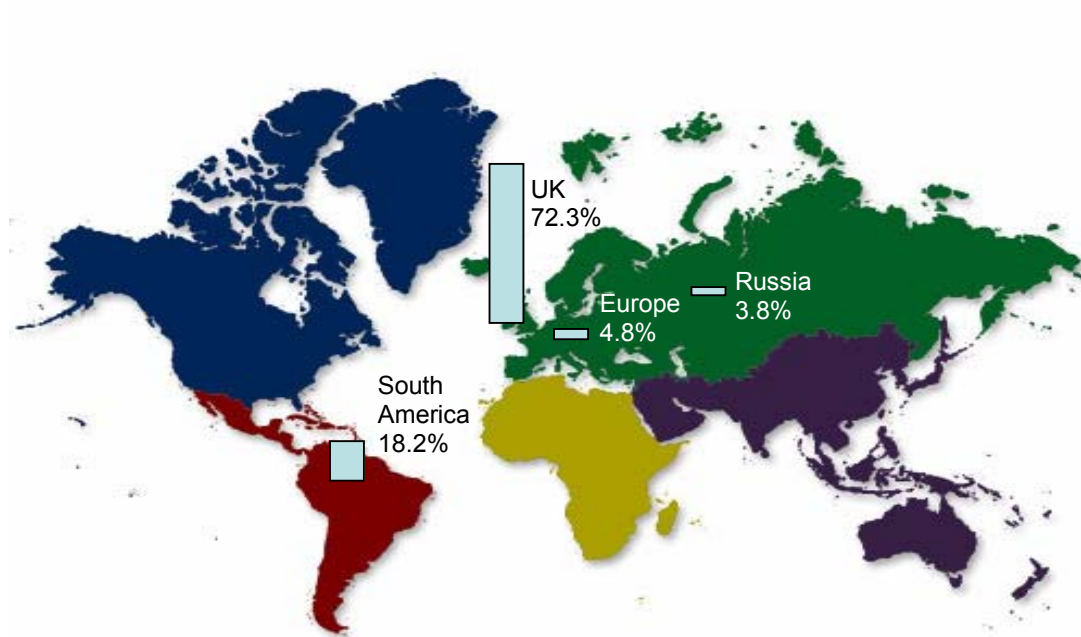 UK
72.3%
Russia
3.8%
Europe
4.8%
South
America
18.2%